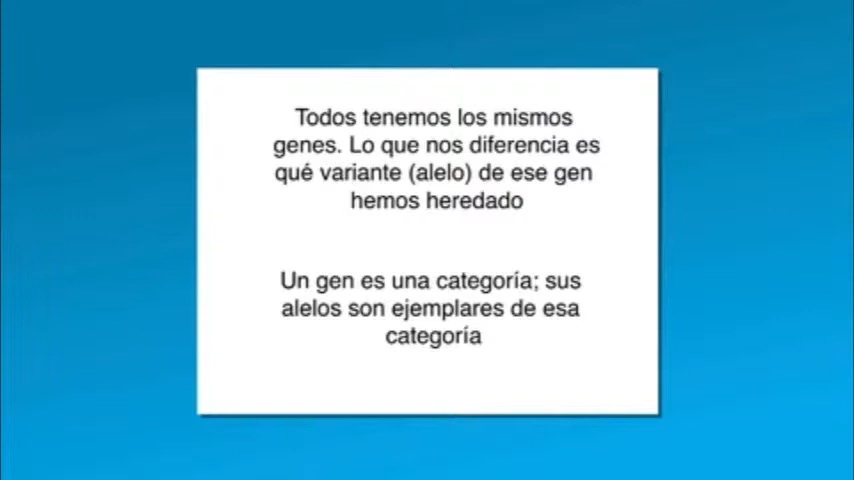 Todos tenemos los mismos
genes. Lo que nos diferencia es
qué variante (alelo) de ese gen
hemos heredado
Un gen es una categoría; sus
alelos son ejemplares de esa
categoría